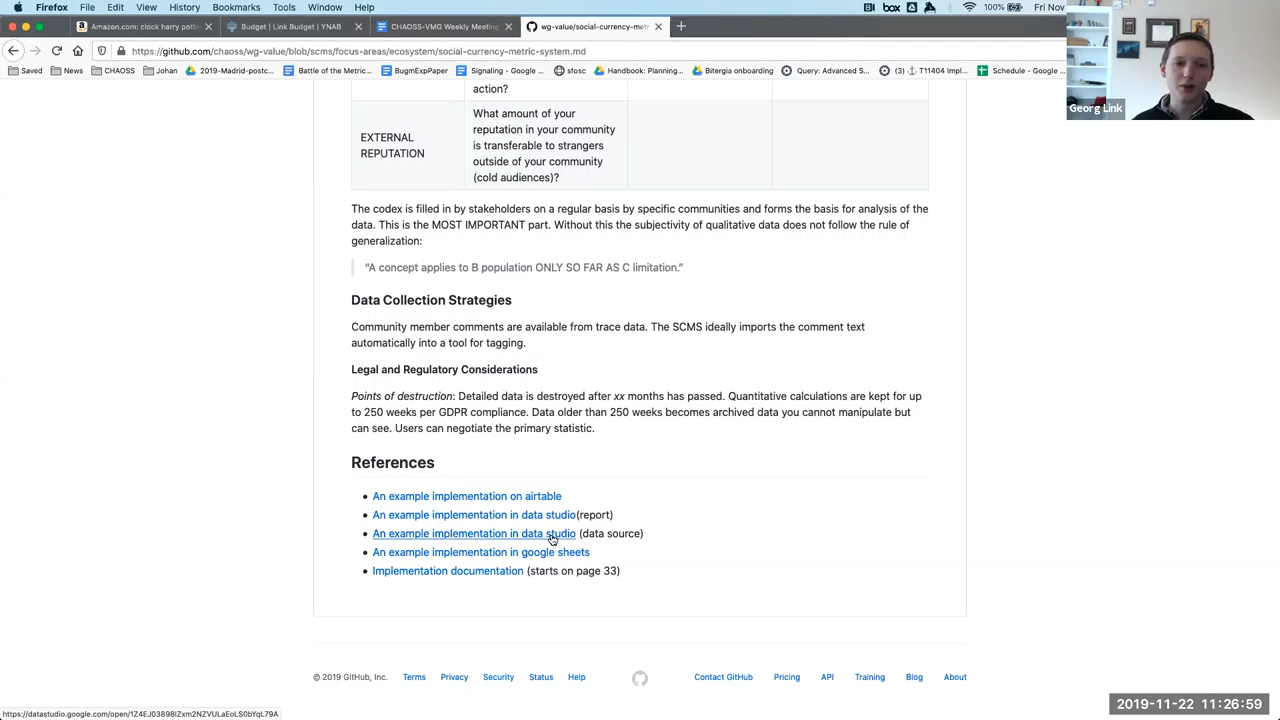 Firefox File Edit View History Bookmarks Tools Window Help
100% Fri Nov
Amazon.com: clock harry pott
Budget | Link Budget | YNAB
CHAOSS-VMG Weekly Meeting
wg-value/social-currency-metr
https://github.com/chaoss/wg-value/blob/scms/focus-areas/ecosystem/social-currency-metric-system.md
Saved News CHAOSS Johan 2019-Madrid-postc... Battle of the Metric... BugmExpPaper Signaling - Google ... sfosc Handbook: Planning... Bitergia onboarding Query: Advanced S... (3) T11404 Impl... Schedule - Google ...
Georg Link
action?
EXTERNAL
REPUTATION
What amount of your
reputation in your community
is transferable to strangers
outside of your community
(cold audiences)?
The codex is filled in by stakeholders on a regular basis by specific communities and forms the basis for analysis of the
data. This is the MOST IMPORTANT part. Without this the subjectivity of qualitative data does not follow the rule of
generalization:
“A concept applies to B population ONLY SO FAR AS C limitation.”
Data Collection Strategies
Community member comments are available from trace data. The SCMS ideally imports the comment text
automatically into a tool for tagging.
Legal and Regulatory Considerations
Points of destruction: Detailed data is destroyed after xx months has passed. Quantitative calculations are kept for up
to 250 weeks per GDPR compliance. Data older than 250 weeks becomes archived data you cannot manipulate but
can see. Users can negotiate the primary statistic.
References
An example implementation on airtable
An example implementation in data studio(report)
An example implementation in data studio (data source)
An example implementation in google sheets
Implementation documentation (starts on page 33)
© 2019 GitHub, Inc. Terms Privacy Security Status Help Contact GitHub Pricing API Training Blog About
2019-11-22 11:26:59
https://datastudio.google.com/open/1Z4EJ03898IZxm2NZVULaEoLS0bYqL79A